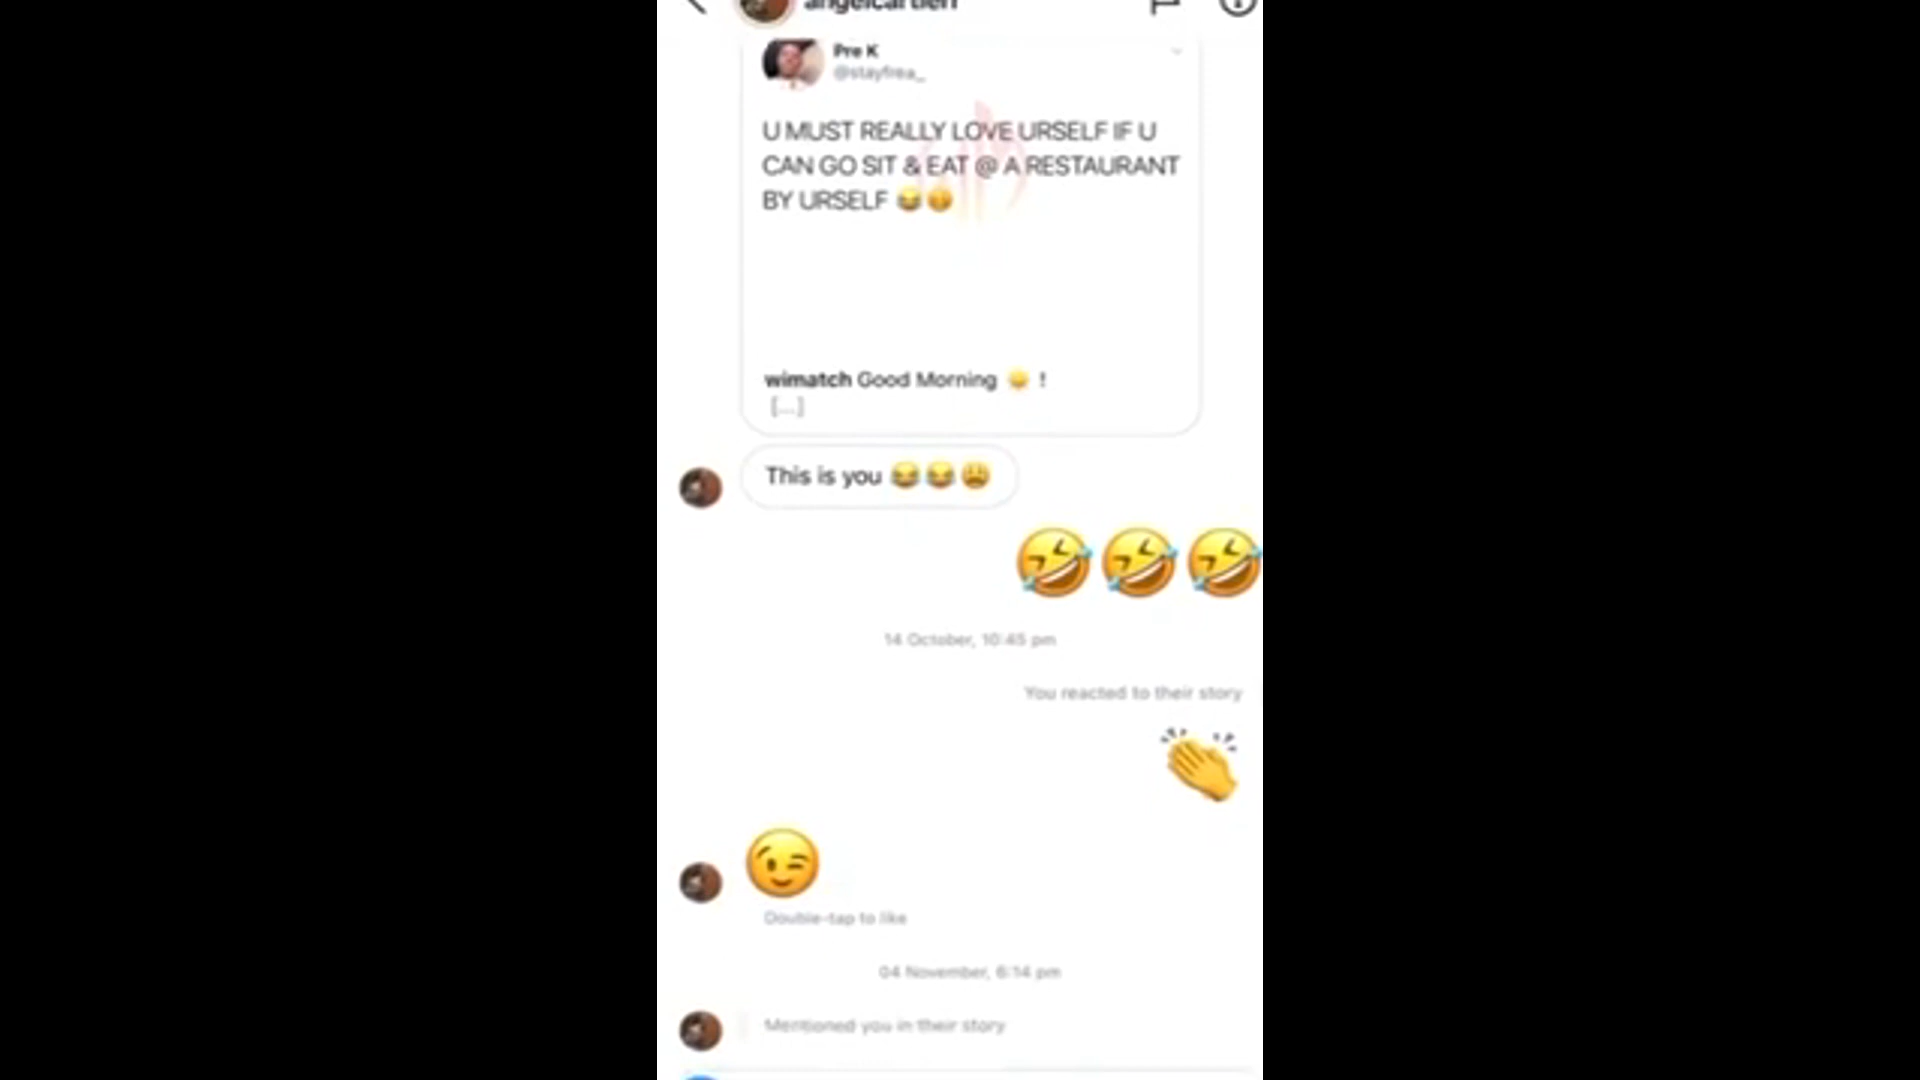 Pre K
@stayfrea_
U MUST REALLY LOVE URSELF IF U
CAN GO SIT & EAT @ A RESTAURANT
BY URSELF 😂🤫
wimatch Good Morning 😀 !
[...]
This is you 😂😂😩
🤣🤣🤣
14 October, 10:45 pm
You reacted to their story
👏
😉
Double-tap to like
04 November, 6:14 pm
Mentioned you in their story